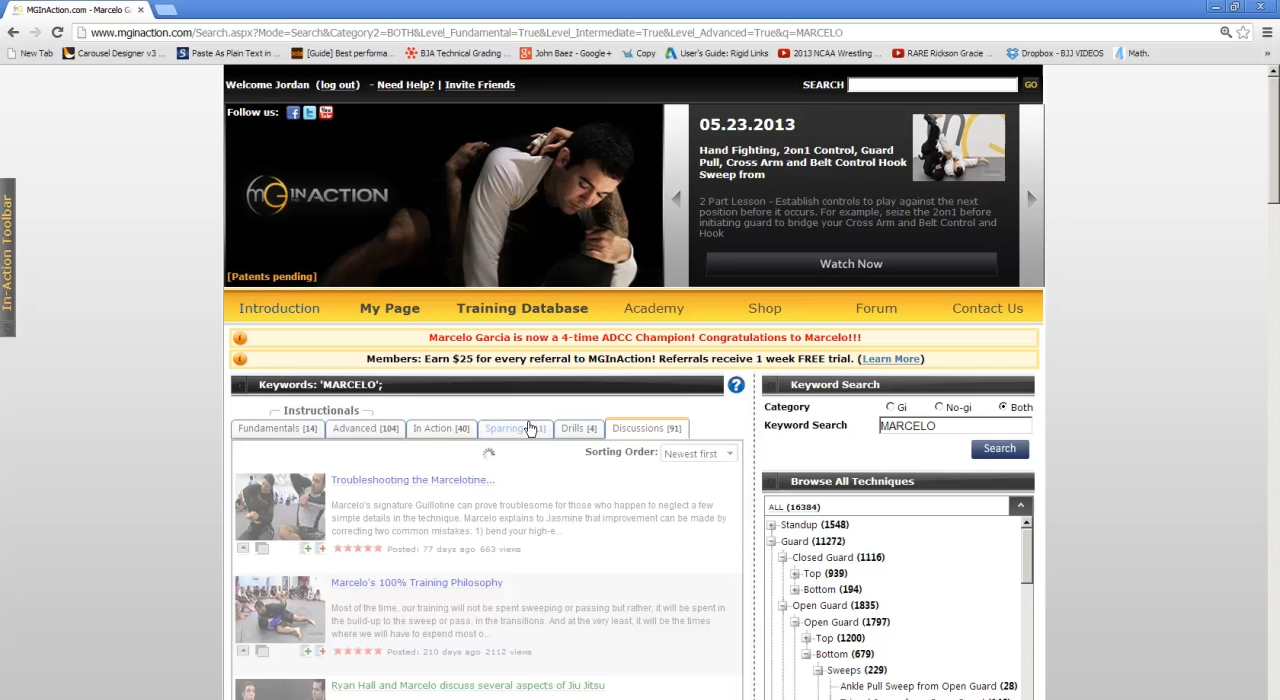 MGInAction.com - Marcelo G
www.mginaction.com/Search.aspx?Mode=Search&Category2=BOTH&Level_Fundamental=True&Level_Intermediate=True&Level_Advanced=True&q=MARCELO
New Tab Carousel Designer v3 ... Paste As Plain Text in ... [Guide] Best performa... BJA Technical Grading ... John Baez - Google+ Copy User's Guide: Rigid Links 2013 NCAA Wrestling ... RARE Rickson Gracie ... Dropbox - BJJ VIDEOS Math. »
Welcome Jordan (log out) - Need Help? | Invite Friends
SEARCH GO
Follow us:
You Tube
MG IN ACTION
[Patents pending]
05.23.2013
Hand Fighting, 2on1 Control, Guard
Pull, Cross Arm and Belt Control Hook
Sweep from
2 Part Lesson - Establish controls to play against the next
position before it occurs. For example, seize the 2on1 before
initiating guard to bridge your Cross Arm and Belt Control and
Hook
Watch Now
In-Action Toolbar
Introduction My Page Training Database Academy Shop Forum Contact Us
Marcelo Garcia is now a 4-time ADCC Champion! Congratulations to Marcelo!!!
Members: Earn $25 for every referral to MGInAction! Referrals receive 1 week FREE trial. (Learn More)
Keywords: 'MARCELO'; ?
Instructionals
Fundamentals [14] Advanced [104] In Action [40] Sparring Drills [4] Discussions [91]
Sorting Order: Newest first
Troubleshooting the Marcelotine...
Marcelo's signature Guillotine can prove troublesome for those who happen to neglect a few
simple details in the technique. Marcelo explains to Jasmine that improvement can be made by
correcting two common mistakes: 1) bend your high-e...
Posted: 77 days ago 663 views
Marcelo's 100% Training Philosophy
Most of the time, our training will not be spent sweeping or passing but rather, it will be spent
in the build-up to the sweep or pass, in the transitions. And at the very least, it will be the times
where we will have to expend most o...
Posted: 210 days ago 2112 views
Ryan Hall and Marcelo discuss several aspects of Jiu Jitsu
Keyword Search
Category Gi No-gi Both
Keyword Search MARCELO
Search
Browse All Techniques
ALL (16384)
Standup (1548)
Guard (11272)
Closed Guard (1116)
Top (939)
Bottom (194)
Open Guard (1835)
Open Guard (1797)
Top (1200)
Bottom (679)
Sweeps (229)
Ankle Pull Sweep from Open Guard (28)